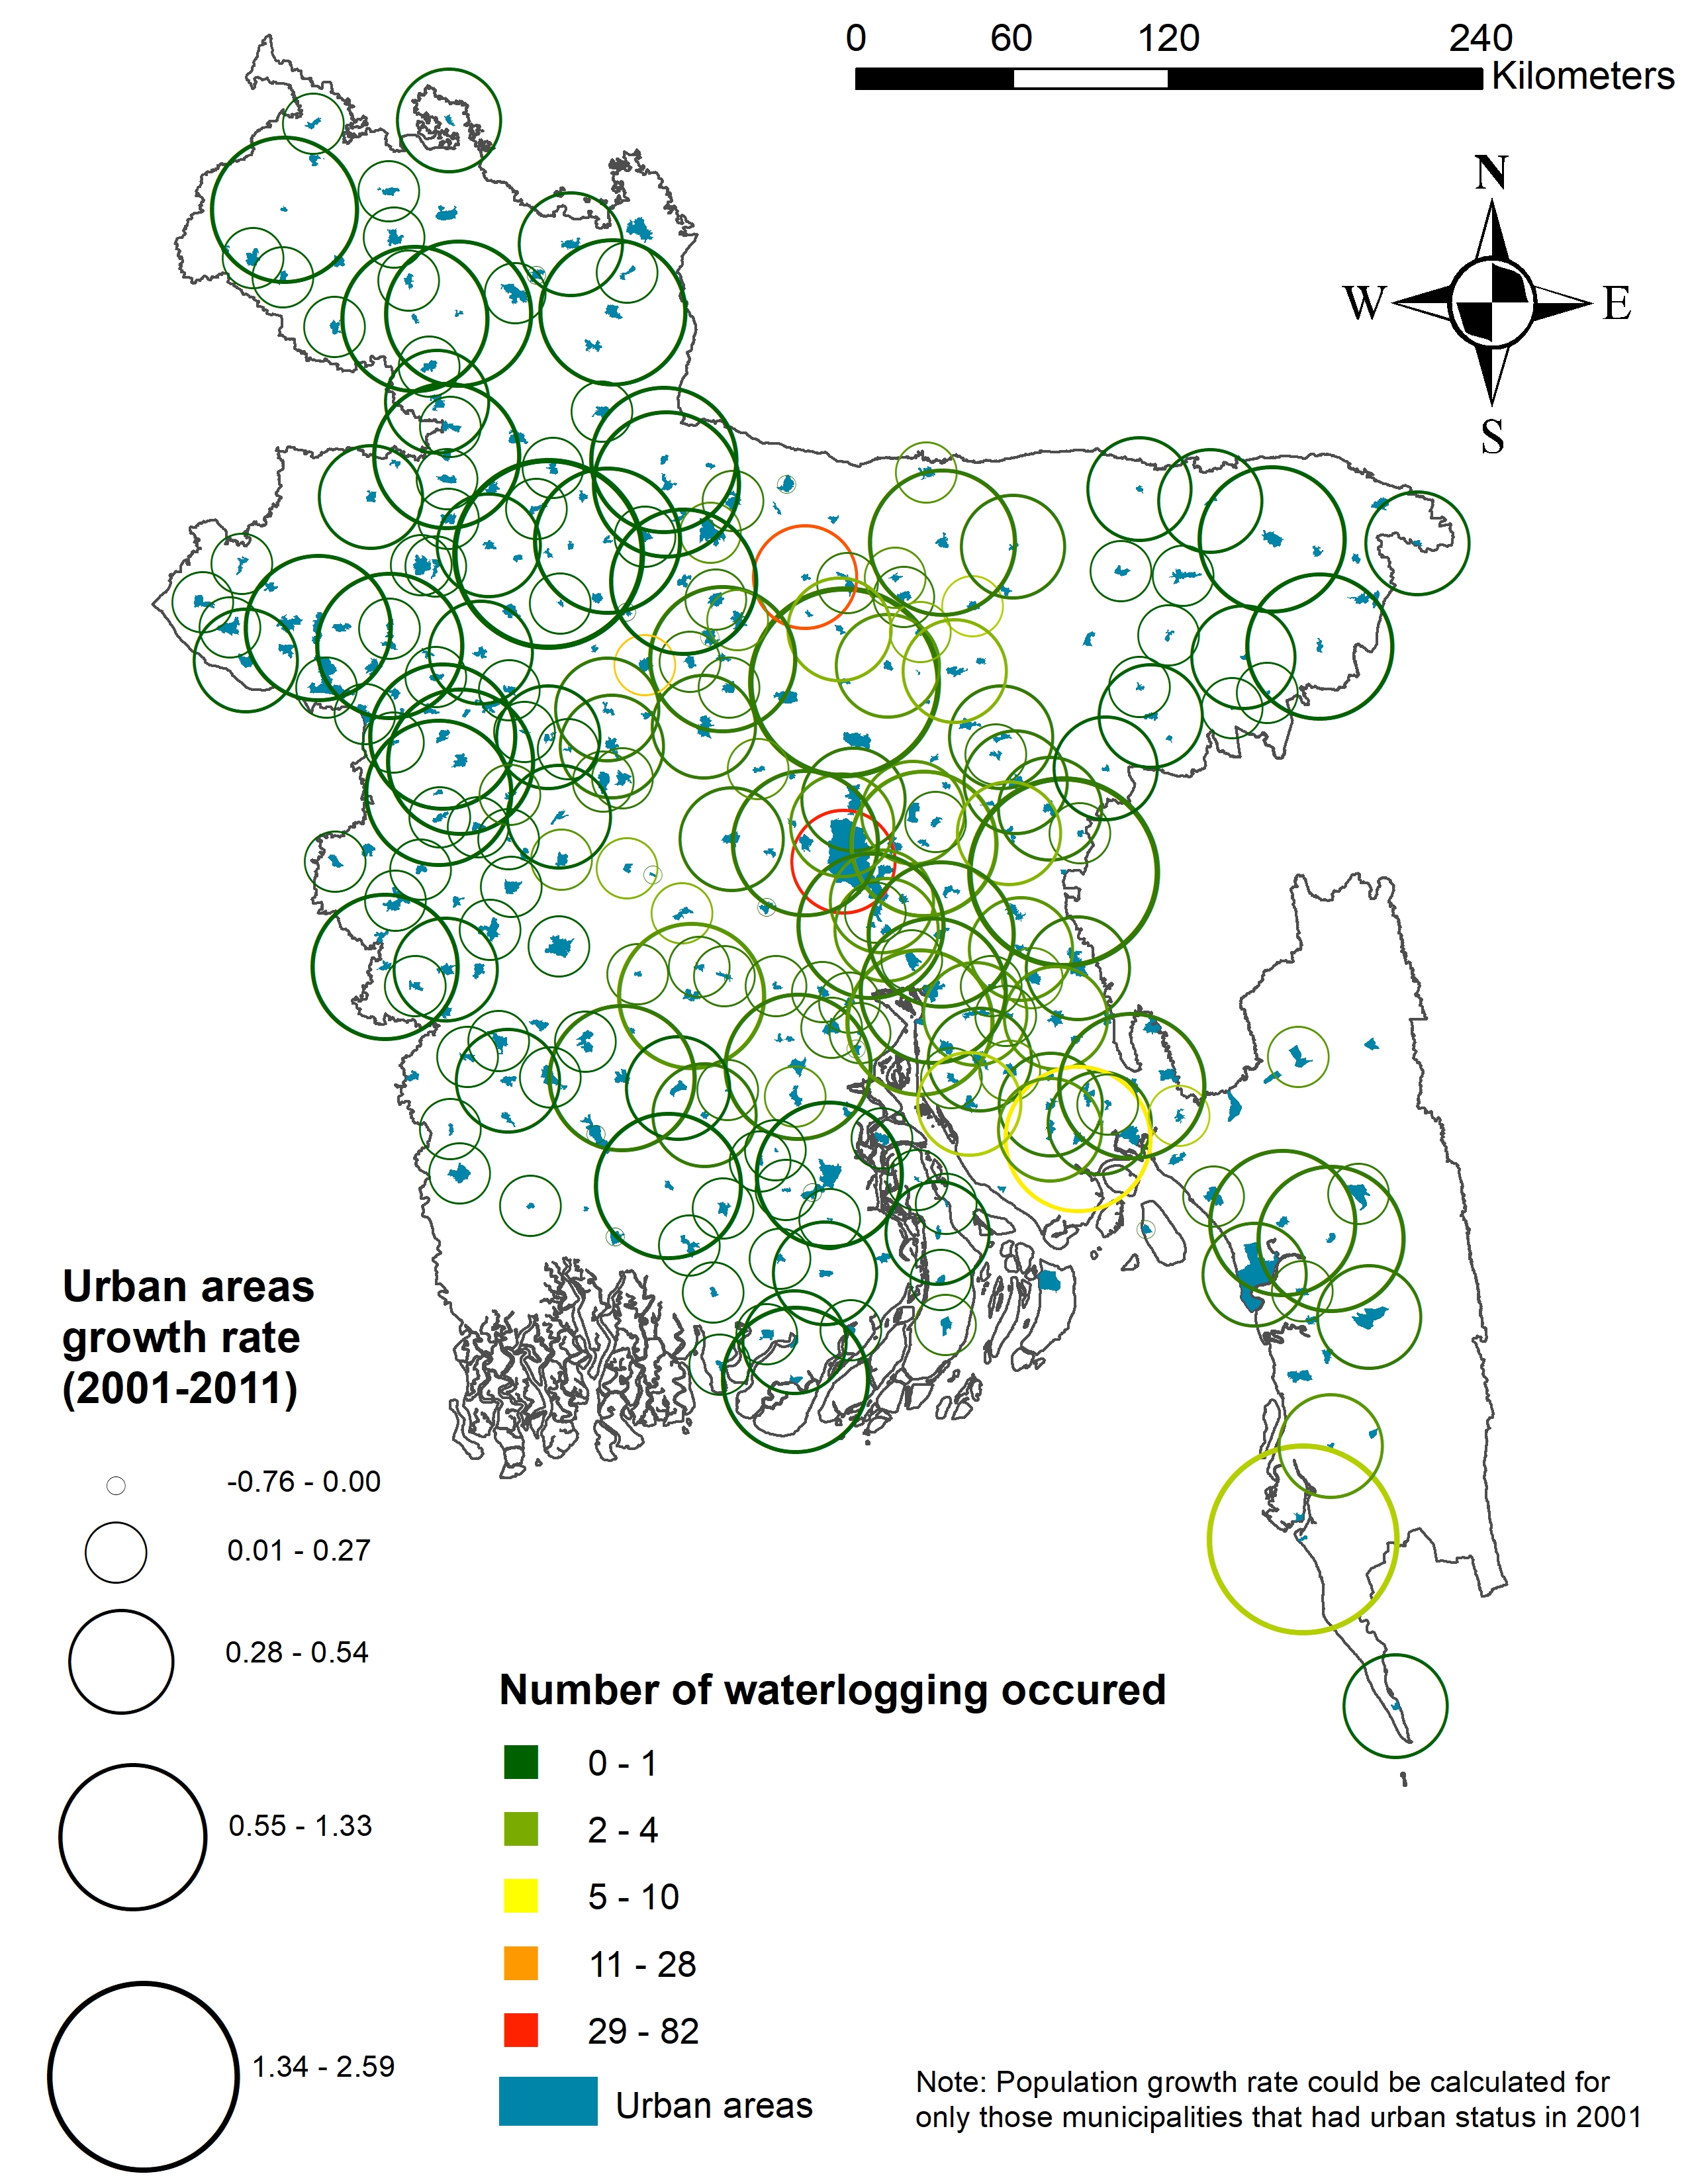 0 60 120 240
Kilometers
N
W E
S
Urban areas
growth rate
(2001-2011)
-0.76 - 0.00
0.01 - 0.27
0.28 - 0.54
0.55 - 1.33
1.34 - 2.59
Number of waterlogging occured
0 - 1
2 - 4
5 - 10
11 - 28
29 - 82
Urban areas
Note: Population growth rate could be calculated for
only those municipalities that had urban status in 2001